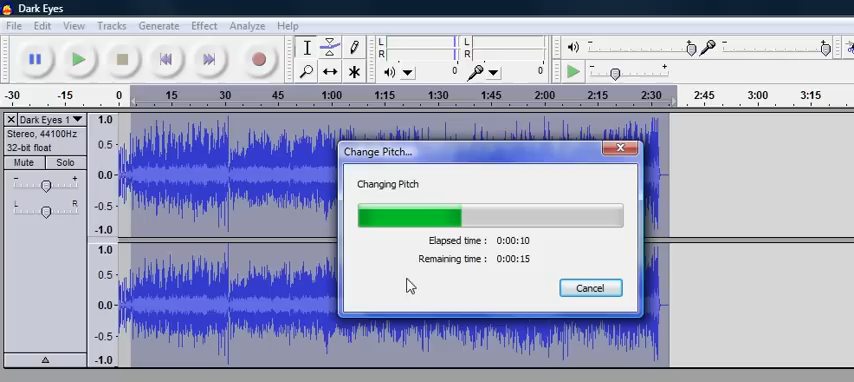 Dark Eyes
File Edit View Tracks Generate Effect Analyze Help
L
R
L
R
0
0
-30 -15 0 15 30 45 1:00 1:15 1:30 1:45 2:00 2:15 2:30 2:45 3:00 3:15
Dark Eyes 1
Stereo, 44100Hz
32-bit float
Mute Solo
- +
L R
1.0
0.5
0.0
-0.5
-1.0
1.0
0.5
0.0
-0.5
-1.0
Change Pitch...
Changing Pitch
Elapsed time : 0:00:10
Remaining time : 0:00:15
Cancel